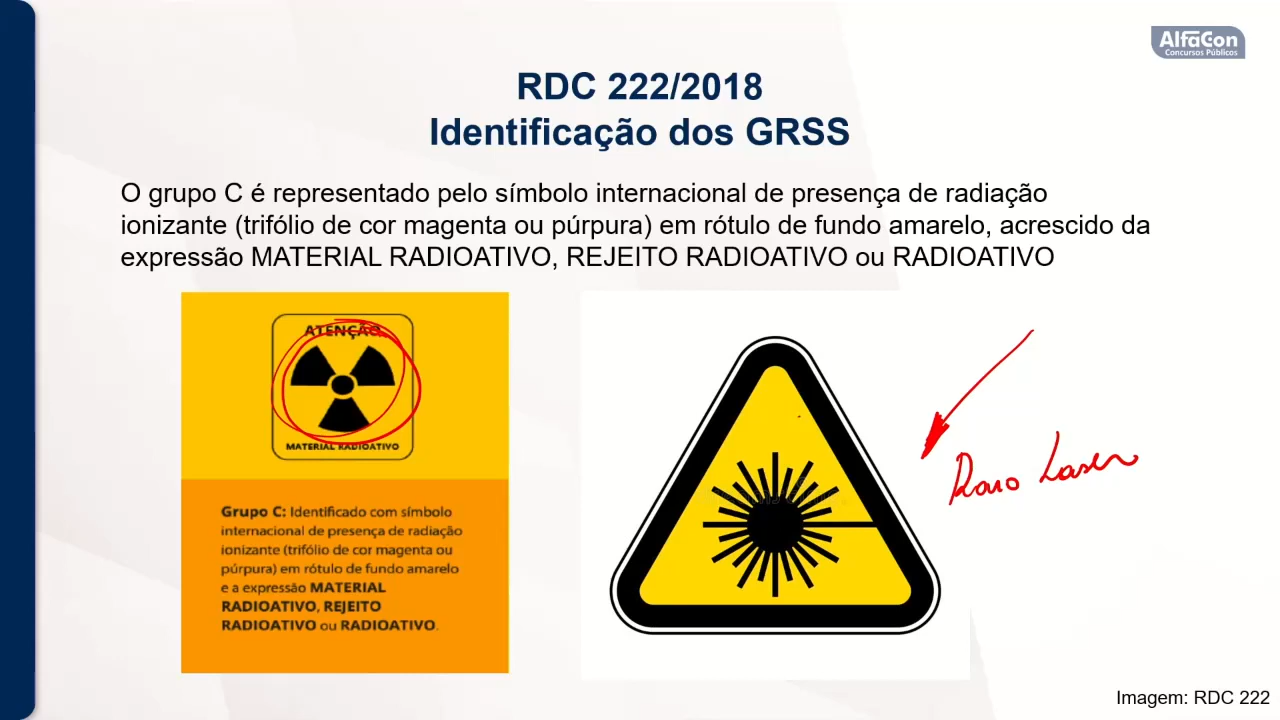 AlfaCon
Concursos Públicos
RDC 222/2018
Identificação dos GRSS
O grupo C é representado pelo símbolo internacional de presença de radiação
ionizante (trifólio de cor magenta ou púrpura) em rótulo de fundo amarelo, acrescido da
expressão MATERIAL RADIOATIVO, REJEITO RADIOATIVO ou RADIOATIVO
ATENÇÃO
MATERIAL RADIOATIVO
Grupo C: Identificado com símbolo
internacional de presença de radiação
ionizante (trifólio de cor magenta ou
púrpura) em rótulo de fundo amarelo
e a expressão MATERIAL
RADIOATIVO, REJEITO
RADIOATIVO ou RADIOATIVO.
Raio Laser
Imagem: RDC 222